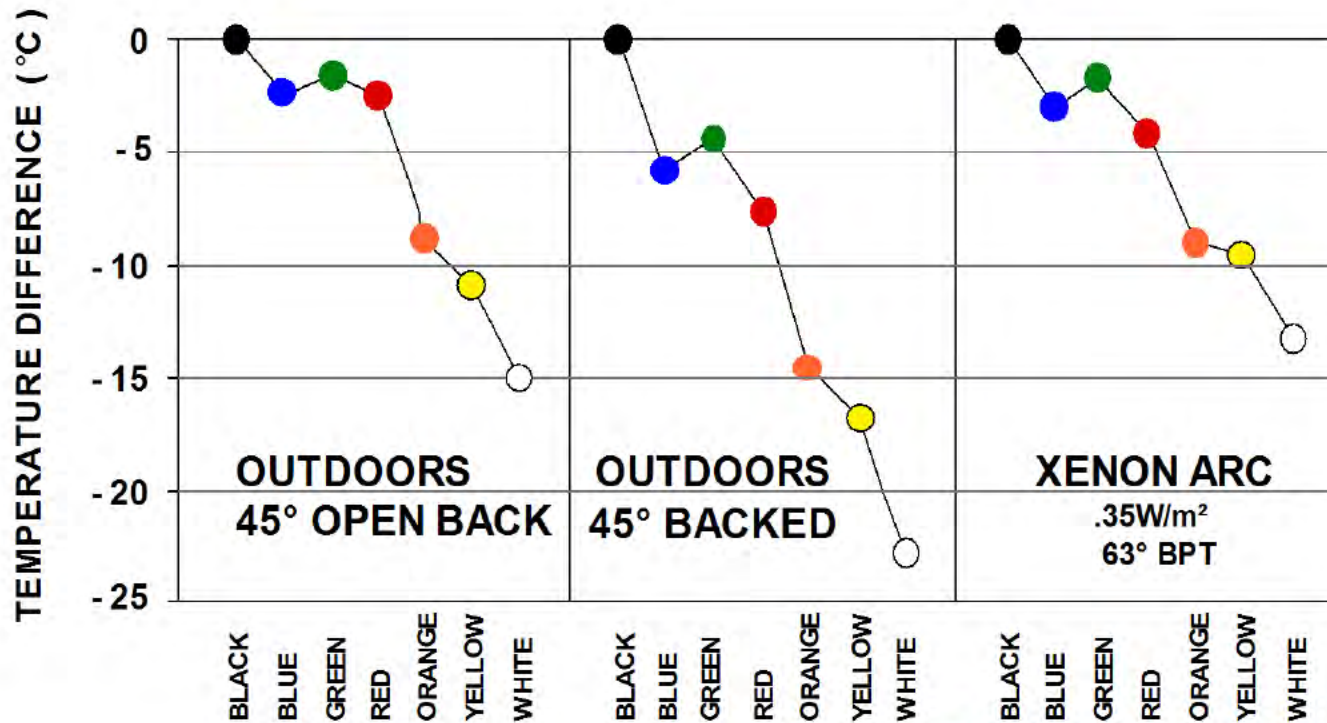 TEMPERATURE DIFFERENCE (°C)
0
-5
-10
-15
-20
-25
OUTDOORS
45° OPEN BACK
OUTDOORS
45° BACKED
XENON ARC
.35W/m²
63° BPT
BLACK
BLUE
GREEN
RED
ORANGE
YELLOW
WHITE
BLACK
BLUE
GREEN
RED
ORANGE
YELLOW
WHITE
BLACK
BLUE
GREEN
RED
ORANGE
YELLOW
WHITE